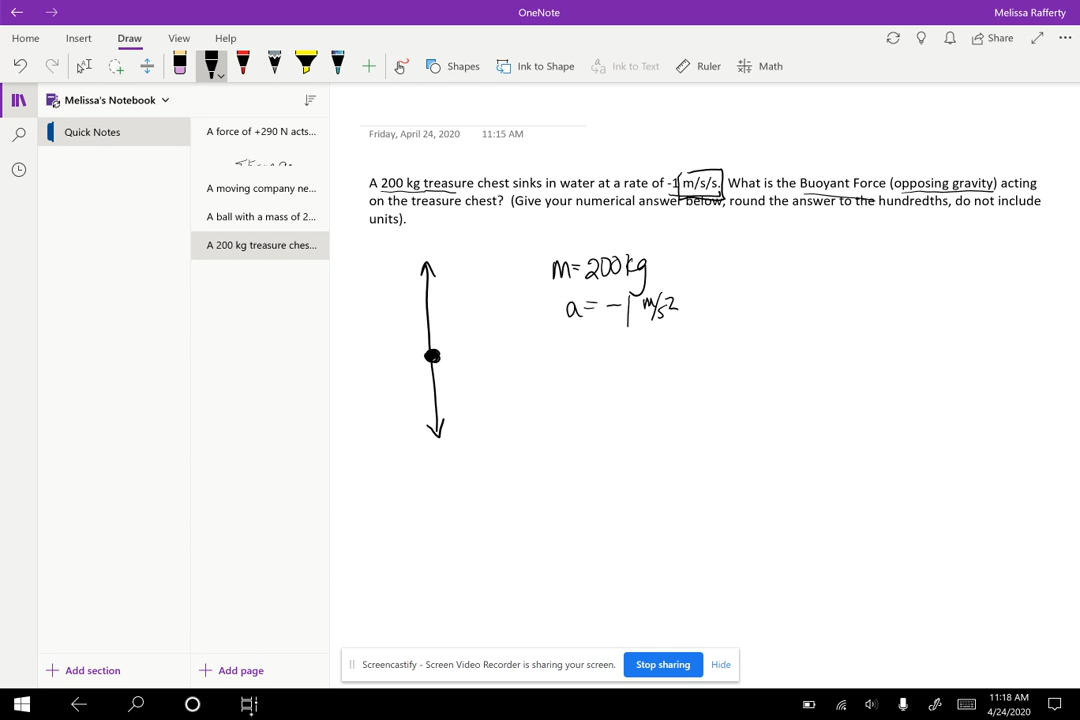 OneNote
Melissa Rafferty
Home Insert Draw View Help
Share
Shapes Ink to Shape Ink to Text Ruler Math
Melissa's Notebook
Quick Notes
A force of +290 N acts...
A moving company ne...
A ball with a mass of 2...
A 200 kg treasure ches...
Friday, April 24, 2020 11:15 AM
A 200 kg treasure chest sinks in water at a rate of -1 m/s/s. What is the Buoyant Force (opposing gravity) acting
on the treasure chest? (Give your numerical answer below, round the answer to the hundredths, do not include
units).
m=200kg
a= -1 m/s2
Add section
Add page
Screencastify - Screen Video Recorder is sharing your screen.
Stop sharing
Hide
11:18 AM
4/24/2020